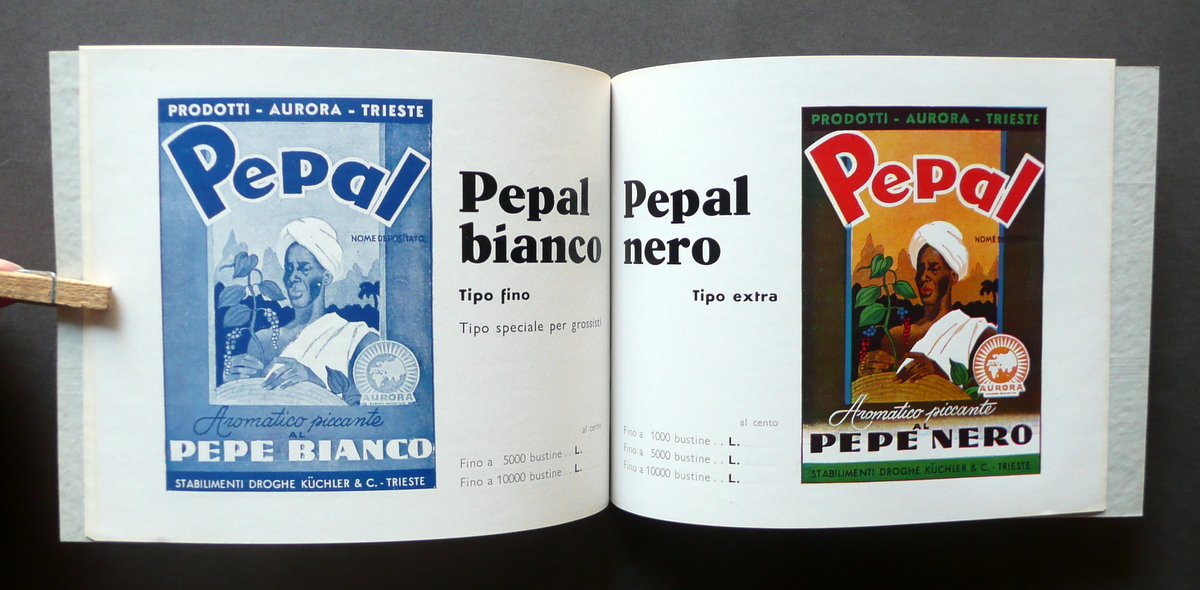 PRODOTTI - AURORA - TRIESTE
Pepal
NOME DEPOSITATO
AURORA
Aromatico piccante
AL
PEPE BIANCO
STABILIMENTI DROGHE KÜCHLER & C. - TRIESTE
Pepal
bianco
Tipo fino
Tipo speciale per grossisti
al cento
Fino a 5000 bustine . . L.
Fino a 10000 bustine . . L.
Pepal
nero
Tipo extra
al cento
Fino a 1000 bustine . . L.
Fino a 5000 bustine . . L.
Fino a 10000 bustine . . L.
PRODOTTI - AURORA - TRIESTE
Pepal
NOME
AURORA
Aromatico piccante
AL
PEPE NERO
STABILIMENTI DROGHE KÜCHLER & C. - TRIESTE